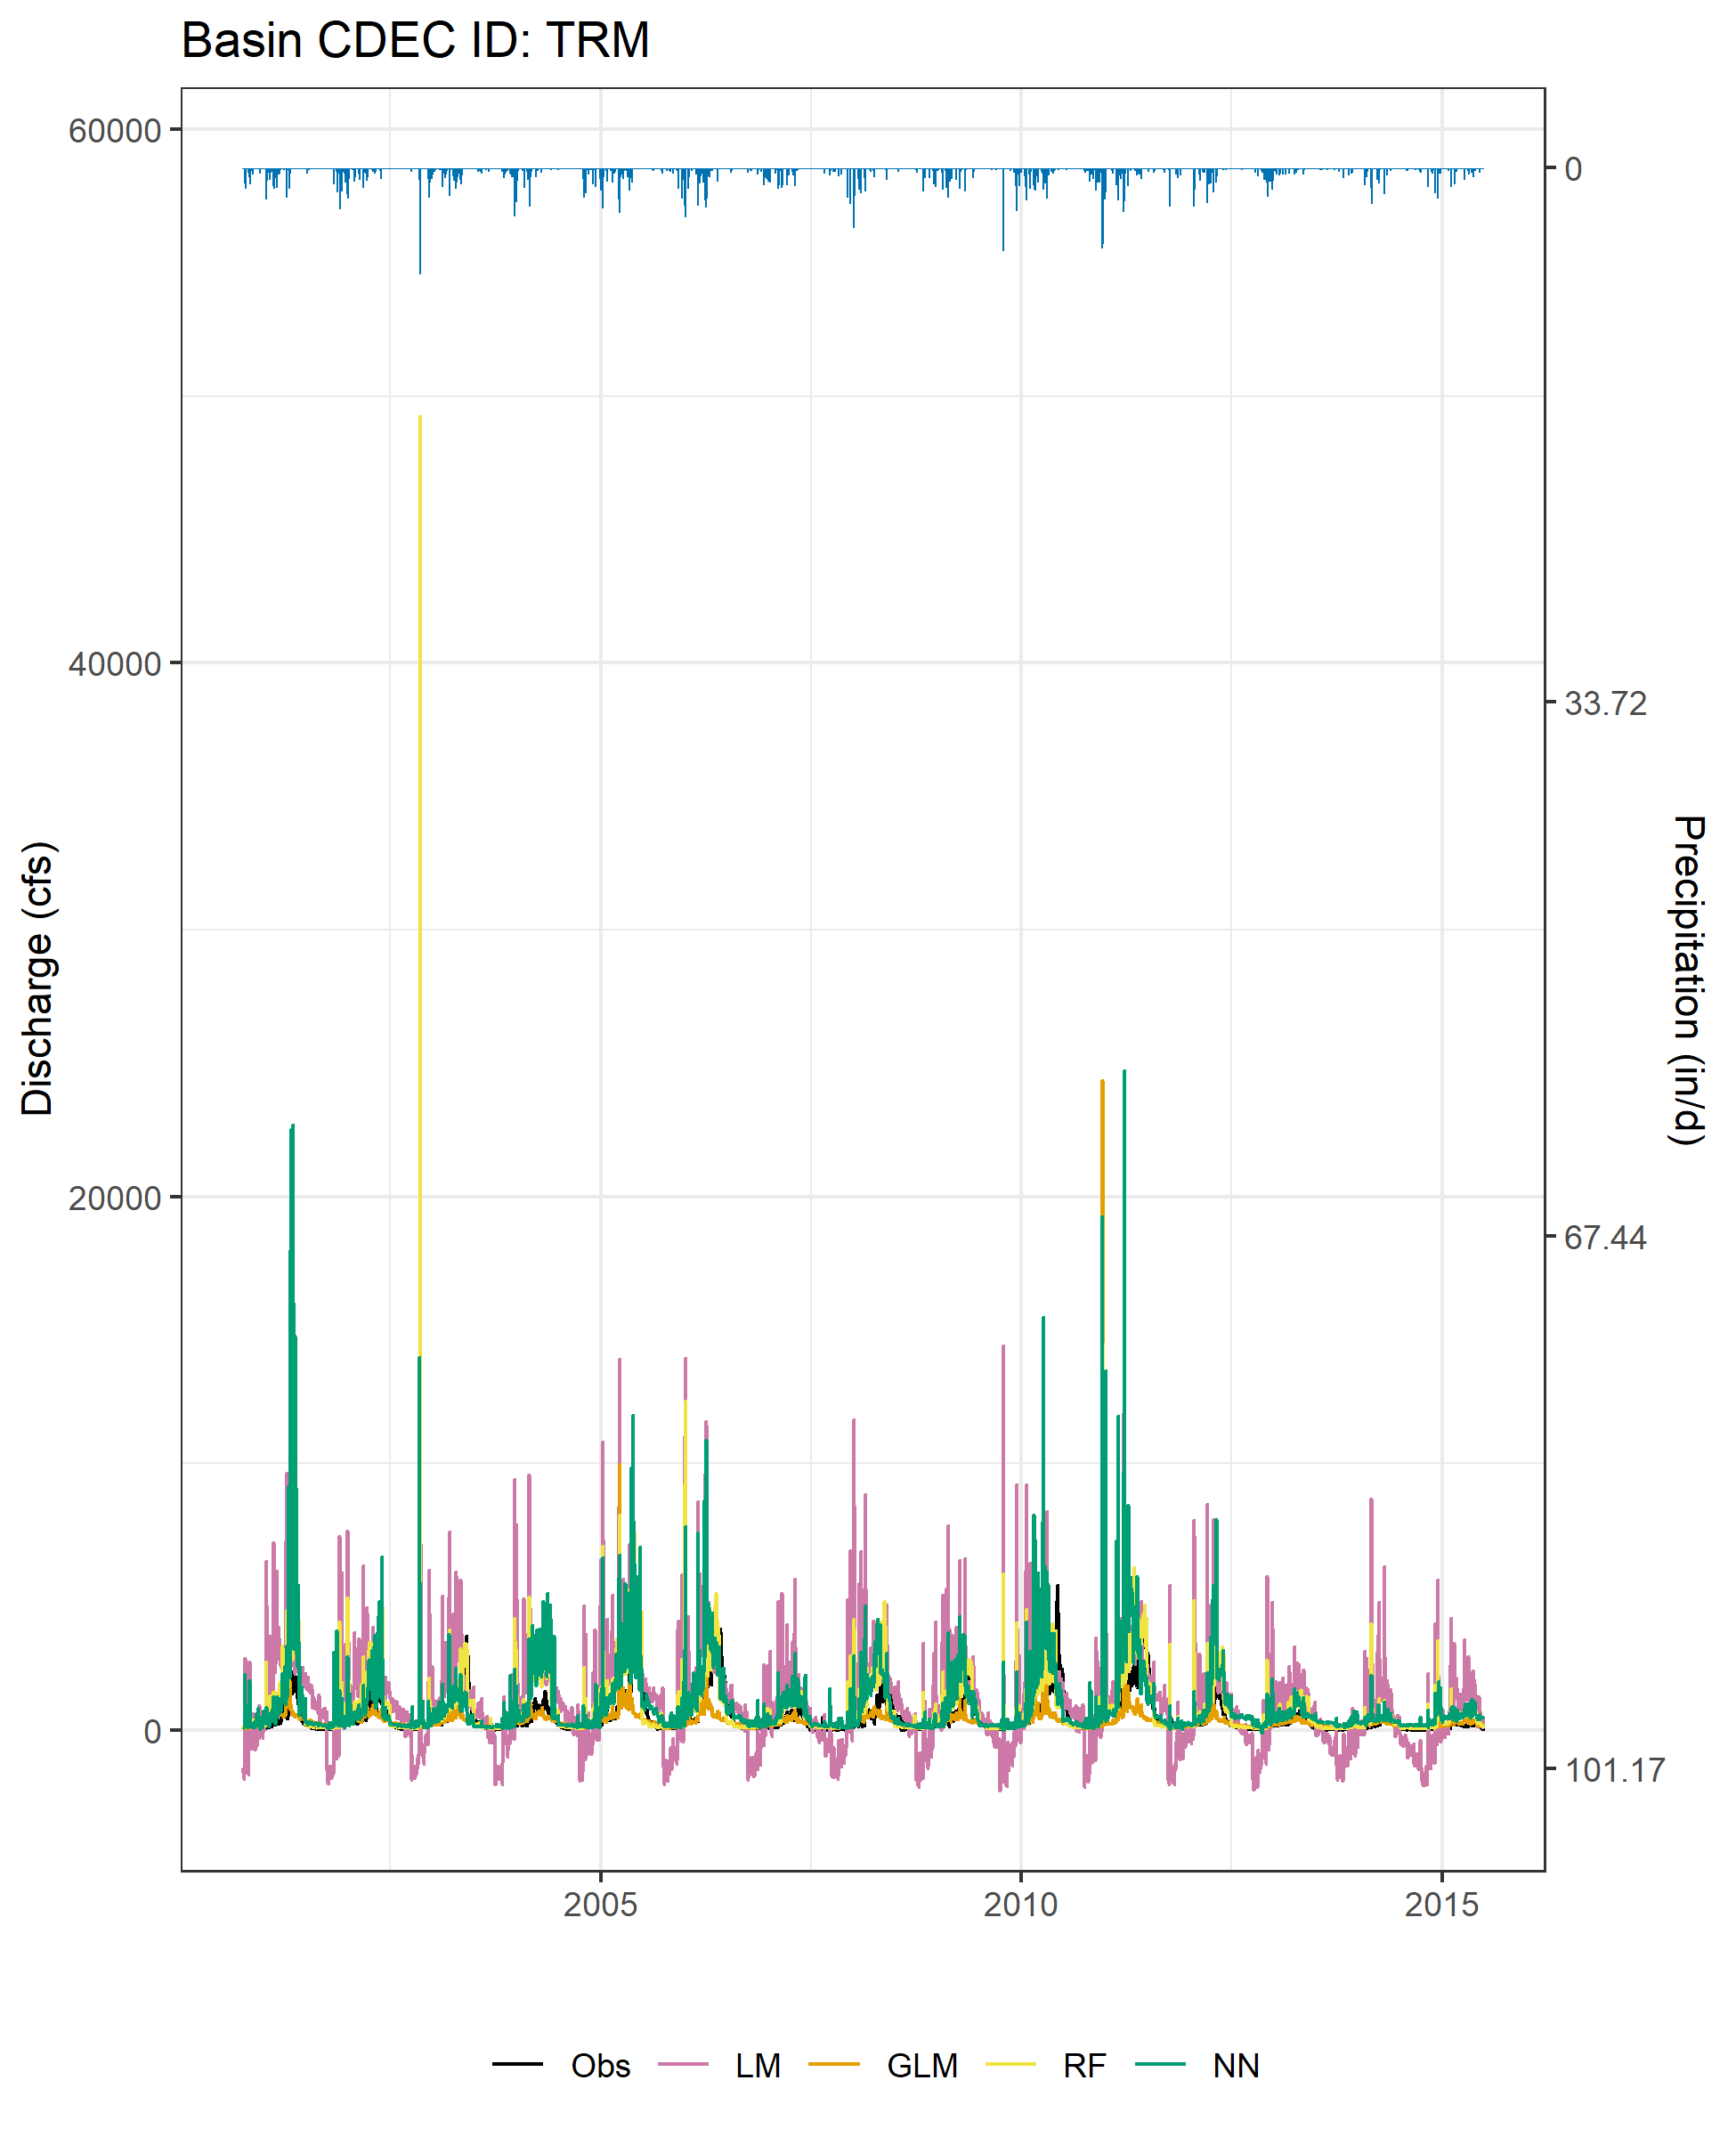 Basin CDEC ID: TRM
60000
40000
20000
0
Discharge (cfs)
0
33.72
67.44
101.17
Precipitation (in/d)
2005 2010 2015
Obs LM GLM RF NN